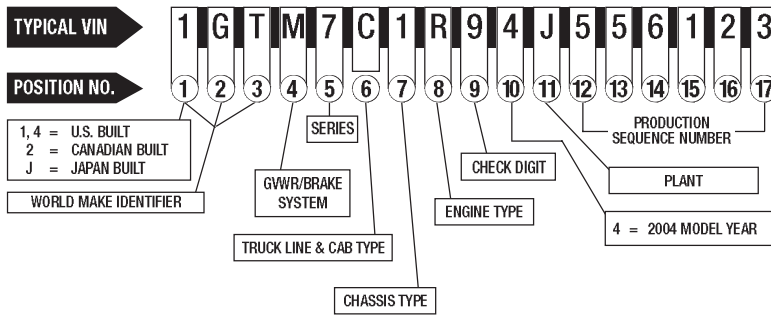 TYPICAL VIN 1 G T M 7 C 1 R 9 4 J 5 5 6 1 2 3
POSITION NO. 1 2 3 4 5 6 7 8 9 10 11 12 13 14 15 16 17
1, 4 = U.S. BUILT
2 = CANADIAN BUILT
J = JAPAN BUILT
WORLD MAKE IDENTIFIER
SERIES
GVWR/BRAKE
SYSTEM
TRUCK LINE & CAB TYPE
CHASSIS TYPE
ENGINE TYPE
CHECK DIGIT
PRODUCTION
SEQUENCE NUMBER
PLANT
4 = 2004 MODEL YEAR